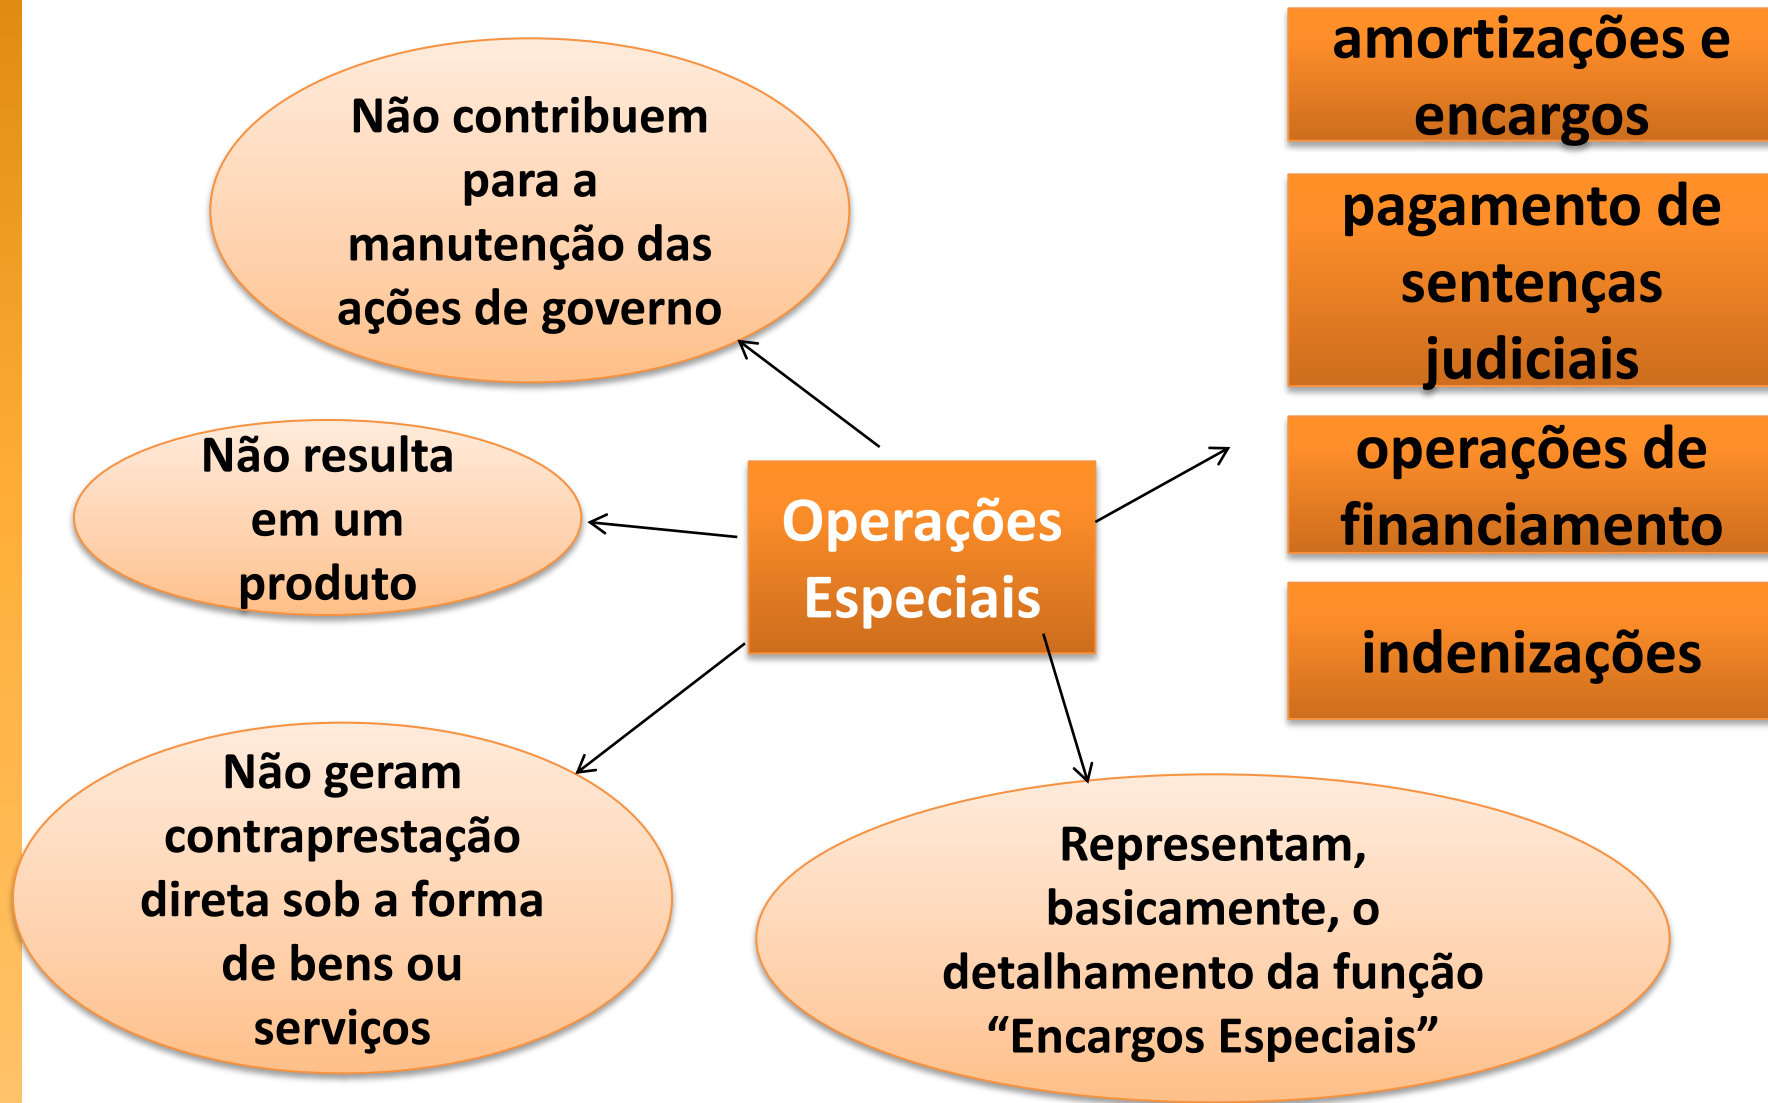 Não contribuem
para a
manutenção das
ações de governo
amortizações e
encargos
pagamento de
sentenças
judiciais
operações de
financiamento
indenizações
Não resulta
em um
produto
Operações
Especiais
Não geram
contraprestação
direta sob a forma
de bens ou
serviços
Representam,
basicamente, o
detalhamento da função
“Encargos Especiais”